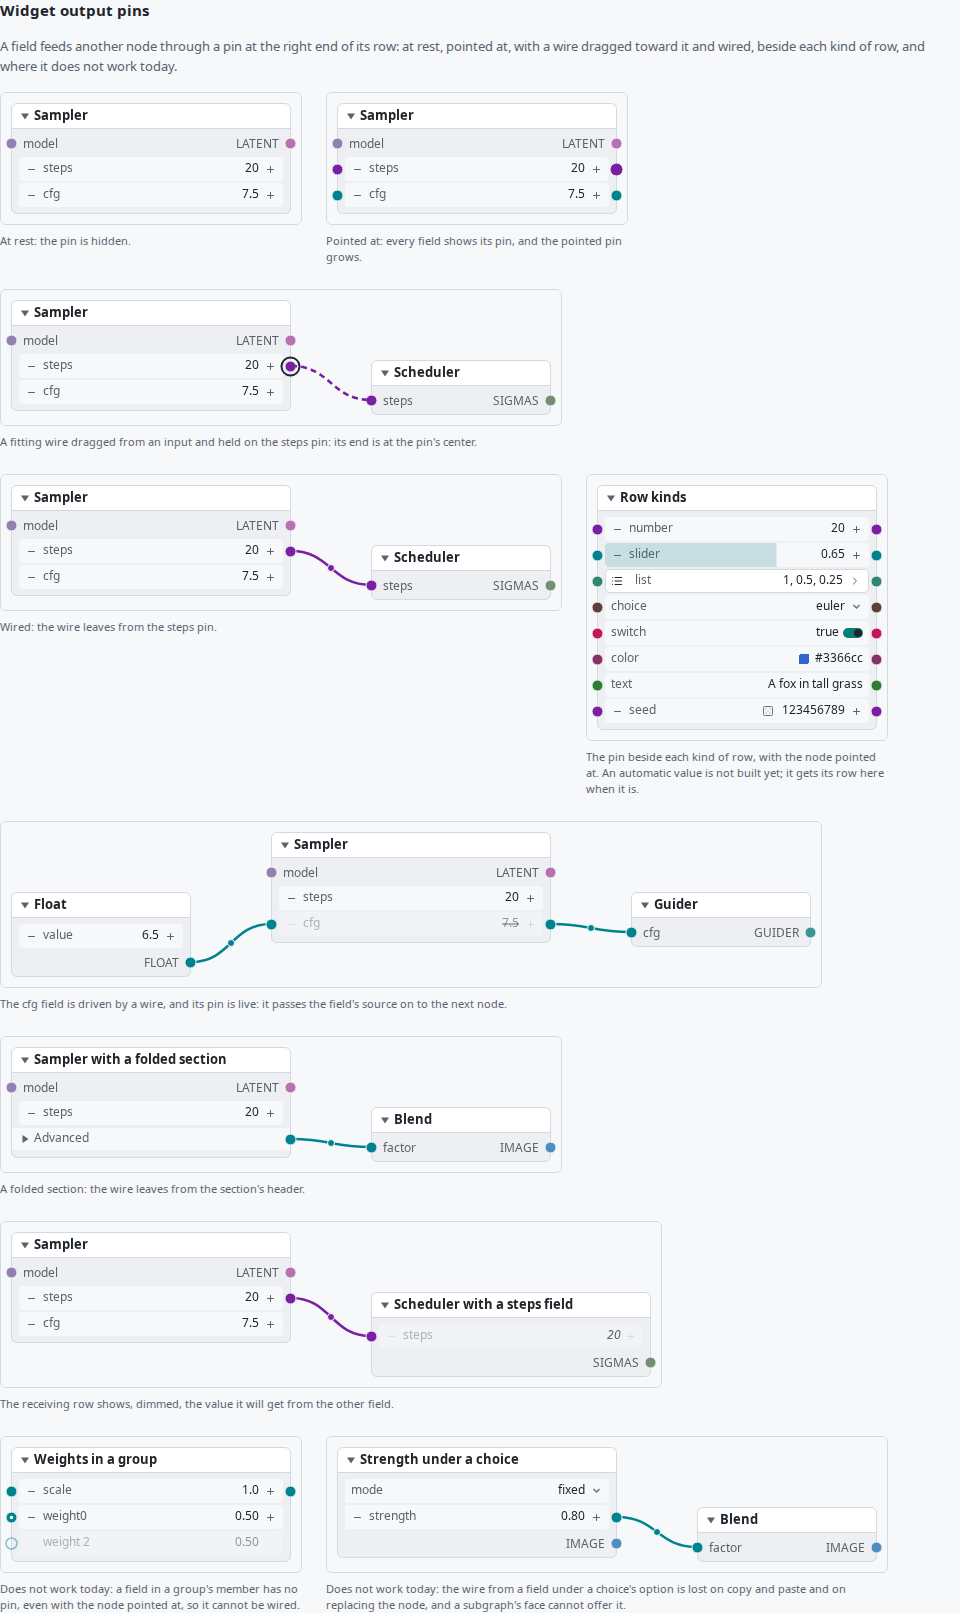 Widget output pins
A field feeds another node through a pin at the right end of its row: at rest, pointed at, with a wire dragged toward it and wired, beside each kind of row, and
where it does not work today.
Sampler
model LATENT
− steps 20 +
− cfg 7.5 +
At rest: the pin is hidden.
Sampler
model LATENT
− steps 20 +
− cfg 7.5 +
Pointed at: every field shows its pin, and the pointed pin
grows.
Sampler
model LATENT
− steps 20 +
− cfg 7.5 +
Scheduler
steps SIGMAS
A fitting wire dragged from an input and held on the steps pin: its end is at the pin's center.
Sampler
model LATENT
− steps 20 +
− cfg 7.5 +
Scheduler
steps SIGMAS
Wired: the wire leaves from the steps pin.
Row kinds
− number 20 +
− slider 0.65 +
list 1, 0.5, 0.25
choice euler
switch true
color #3366cc
text A fox in tall grass
− seed 123456789 +
The pin beside each kind of row, with the node pointed
at. An automatic value is not built yet; it gets its row here
when it is.
Float
− value 6.5 +
FLOAT
Sampler
model LATENT
− steps 20 +
− cfg 7.5 +
Guider
cfg GUIDER
The cfg field is driven by a wire, and its pin is live: it passes the field's source on to the next node.
Sampler with a folded section
model LATENT
− steps 20 +
Advanced
Blend
factor IMAGE
A folded section: the wire leaves from the section's header.
Sampler
model LATENT
− steps 20 +
− cfg 7.5 +
Scheduler with a steps field
− steps 20 +
SIGMAS
The receiving row shows, dimmed, the value it will get from the other field.
Weights in a group
− scale 1.0 +
− weight0 0.50 +
weight 2 0.50
Does not work today: a field in a group's member has no
pin, even with the node pointed at, so it cannot be wired.
Strength under a choice
mode fixed
− strength 0.80 +
IMAGE
Blend
factor IMAGE
Does not work today: the wire from a field under a choice's option is lost on copy and paste and on
replacing the node, and a subgraph's face cannot offer it.